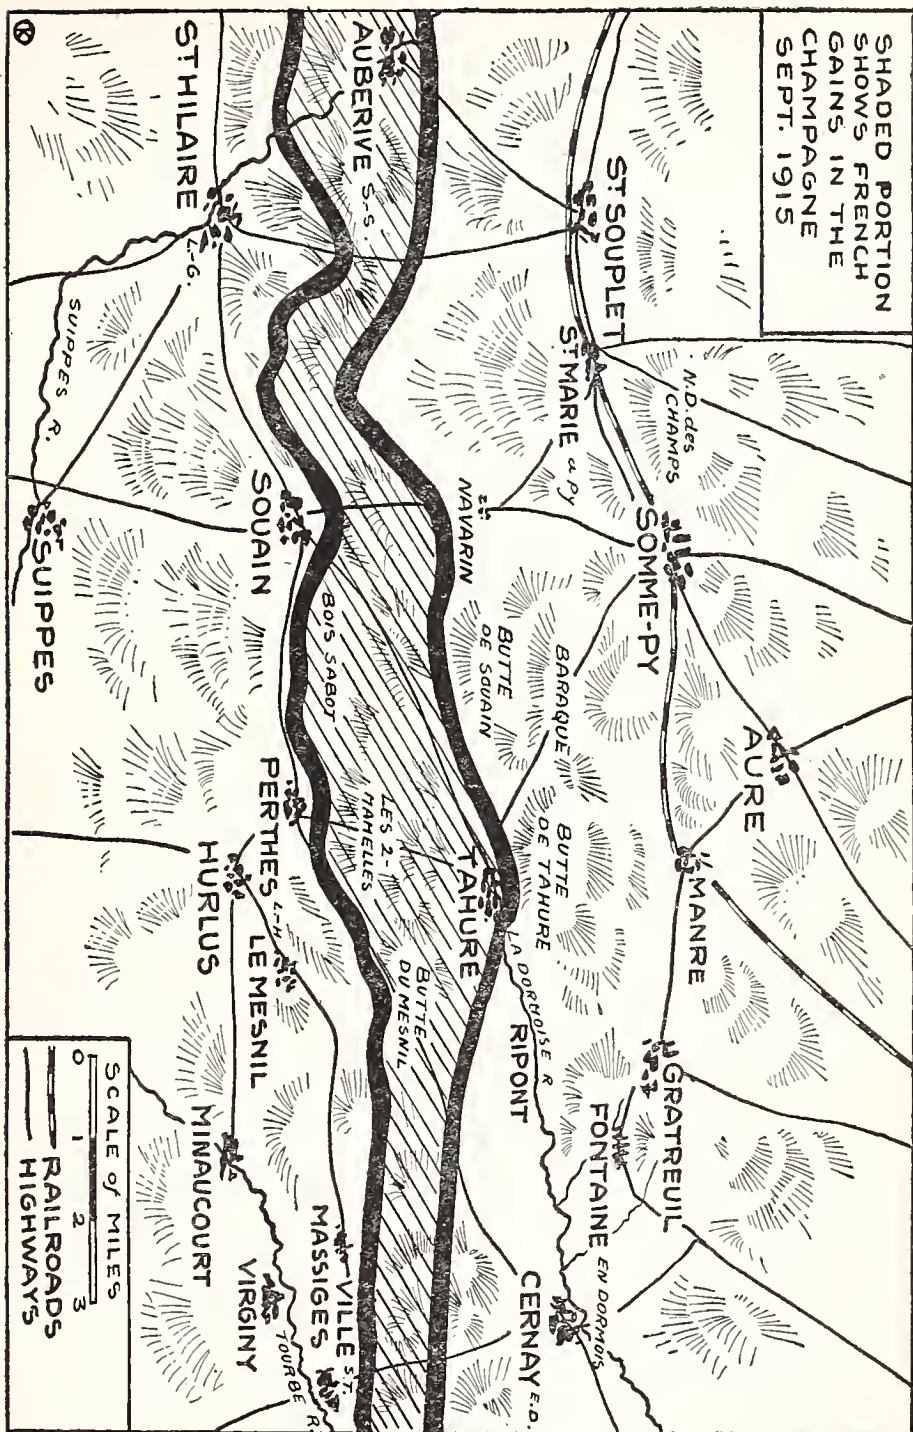 SHADED PORTION
SHOWS FRENCH
GAINS IN THE
CHAMPAGNE
SEPT. 1915
ST SOUPLET
ST MARIE a PY
N.D. des
CHAMPS
SOMME-PY
AURE
MANRE
GRATREUIL
FONTAINE EN DORMOIS
AUBERIVE S-S.
NAVARIN
BUTTE
DE SOUAIN
BARAQUE
BUTTE
DE TAHURE
TAHURE
LA DORMOISE R
RIPONT
CERNAY E.D.
ST HILAIRE
L-G.
SOUAIN
BOIS SABOT
LES 2-
MAMELLES
BUTTE
DU MESNIL
PERTHES L-H
HURLUS
LE MESNIL
MINAUCOURT
MASSIGES
VILLE S.T.
VIRGINY
TOURBE R.
SUIPPES R.
SUIPPES
SCALE of MILES
0 1 2 3
RAILROADS
HIGHWAYS
K